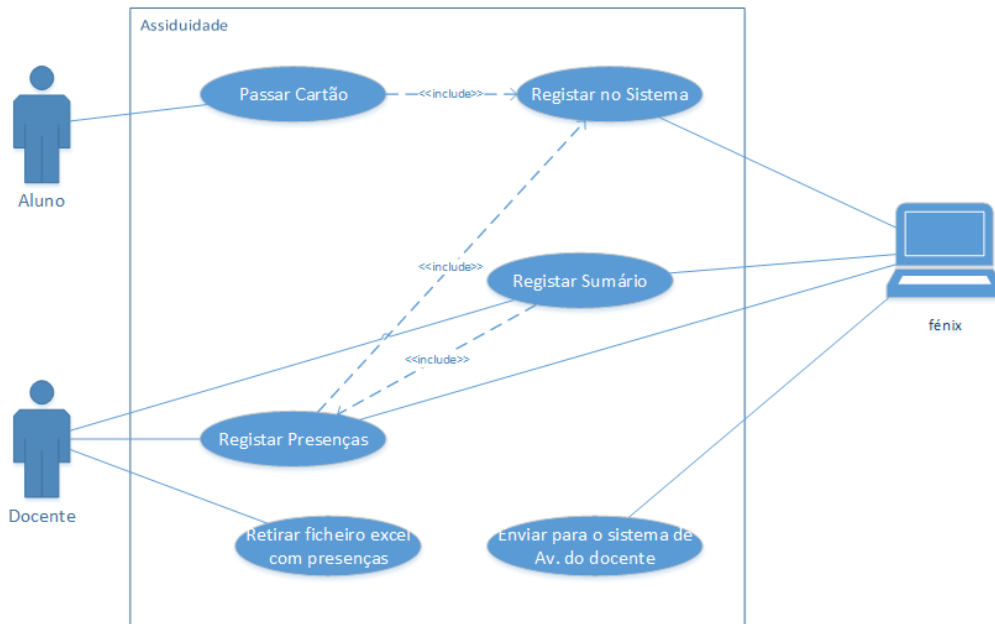 Assiduidade
Passar Cartão
<<include>>
Registar no Sistema
Aluno
<<include>>
Registar Sumário
fénix
<<include>>
Registar Presenças
Docente
Retirar ficheiro excel
com presenças
Enviar para o sistema de
Av. do docente